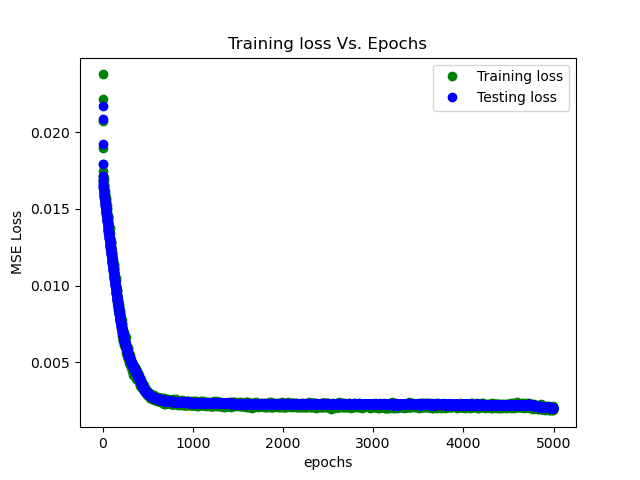 Training loss Vs. Epochs
Training loss
Testing loss
MSE Loss
0.020
0.015
0.010
0.005
0 1000 2000 3000 4000 5000
epochs